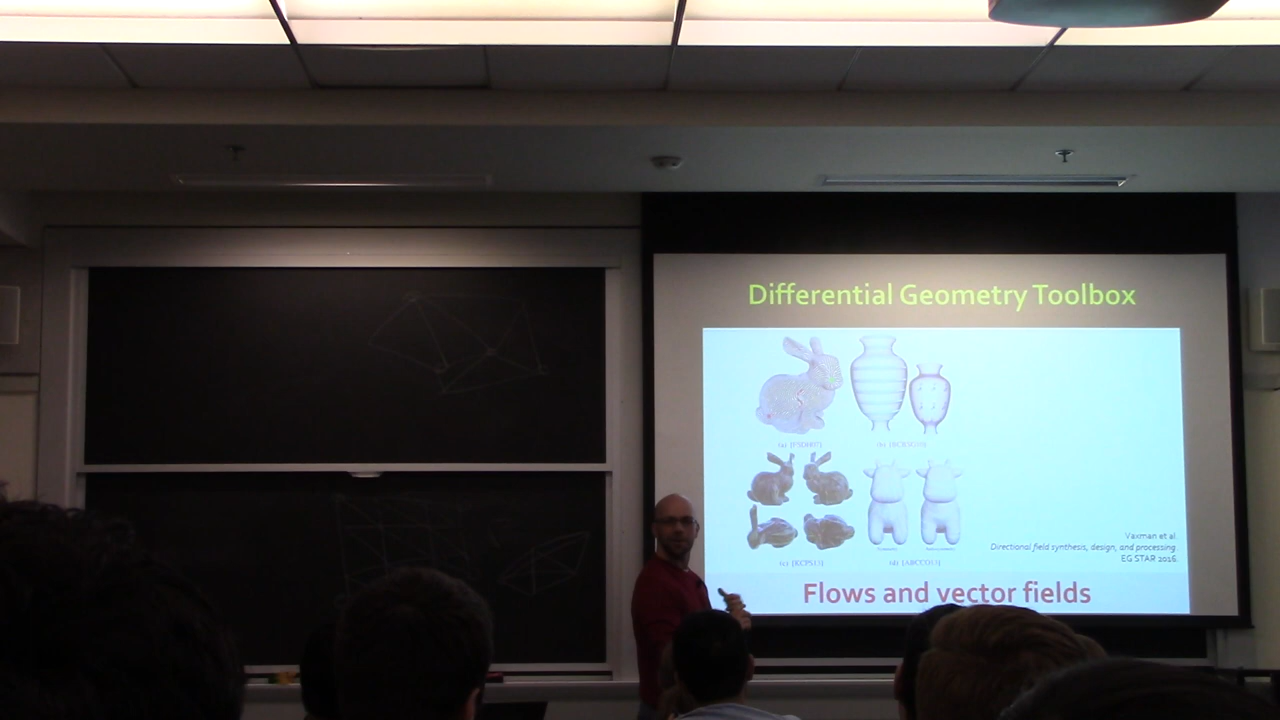 Differential Geometry Toolbox
Vaxman et al.
Directional field synthesis, design, and processing.
EG STAR 2016.
Flows and vector fields